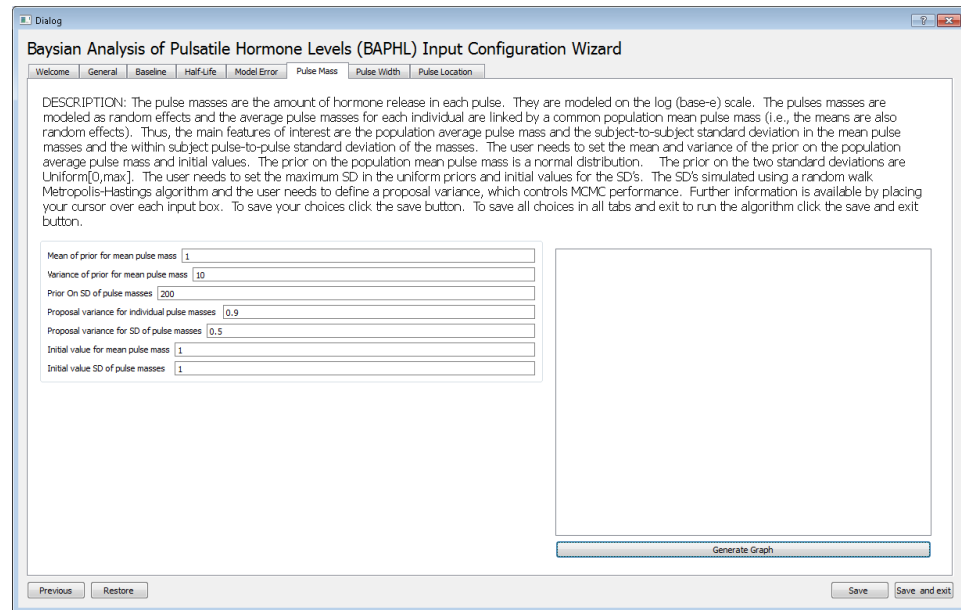 Dialog
Baysian Analysis of Pulsatile Hormone Levels (BAPHL) Input Configuration Wizard
Welcome General Baseline Half-Life Model Error Pulse Mass Pulse Width Pulse Location
DESCRIPTION: The pulse masses are the amount of hormone release in each pulse. They are modeled on the log (base-e) scale. The pulses masses are
modeled as random effects and the average pulse masses for each individual are linked by a common population mean pulse mass (i.e., the means are also
random effects). Thus, the main features of interest are the population average pulse mass and the subject-to-subject standard deviation in the mean pulse
masses and the within subject pulse-to-pulse standard deviation of the masses. The user needs to set the mean and variance of the prior on the population
average pulse mass and initial values. The prior on the population mean pulse mass is a normal distribution. The prior on the two standard deviations are
Uniform[0,max]. The user needs to set the maximum SD in the uniform priors and initial values for the SD's. The SD's simulated using a random walk
Metropolis-Hastings algorithm and the user needs to define a proposal variance, which controls MCMC performance. Further information is available by placing
your cursor over each input box. To save your choices click the save button. To save all choices in all tabs and exit to run the algorithm click the save and exit
button.
Mean of prior for mean pulse mass 1
Variance of prior for mean pulse mass 10
Prior On SD of pulse masses 200
Proposal variance for individual pulse masses 0.9
Proposal variance for SD of pulse masses 0.5
Initial value for mean pulse mass 1
Initial value SD of pulse masses 1
Generate Graph
Previous Restore Save Save and exit